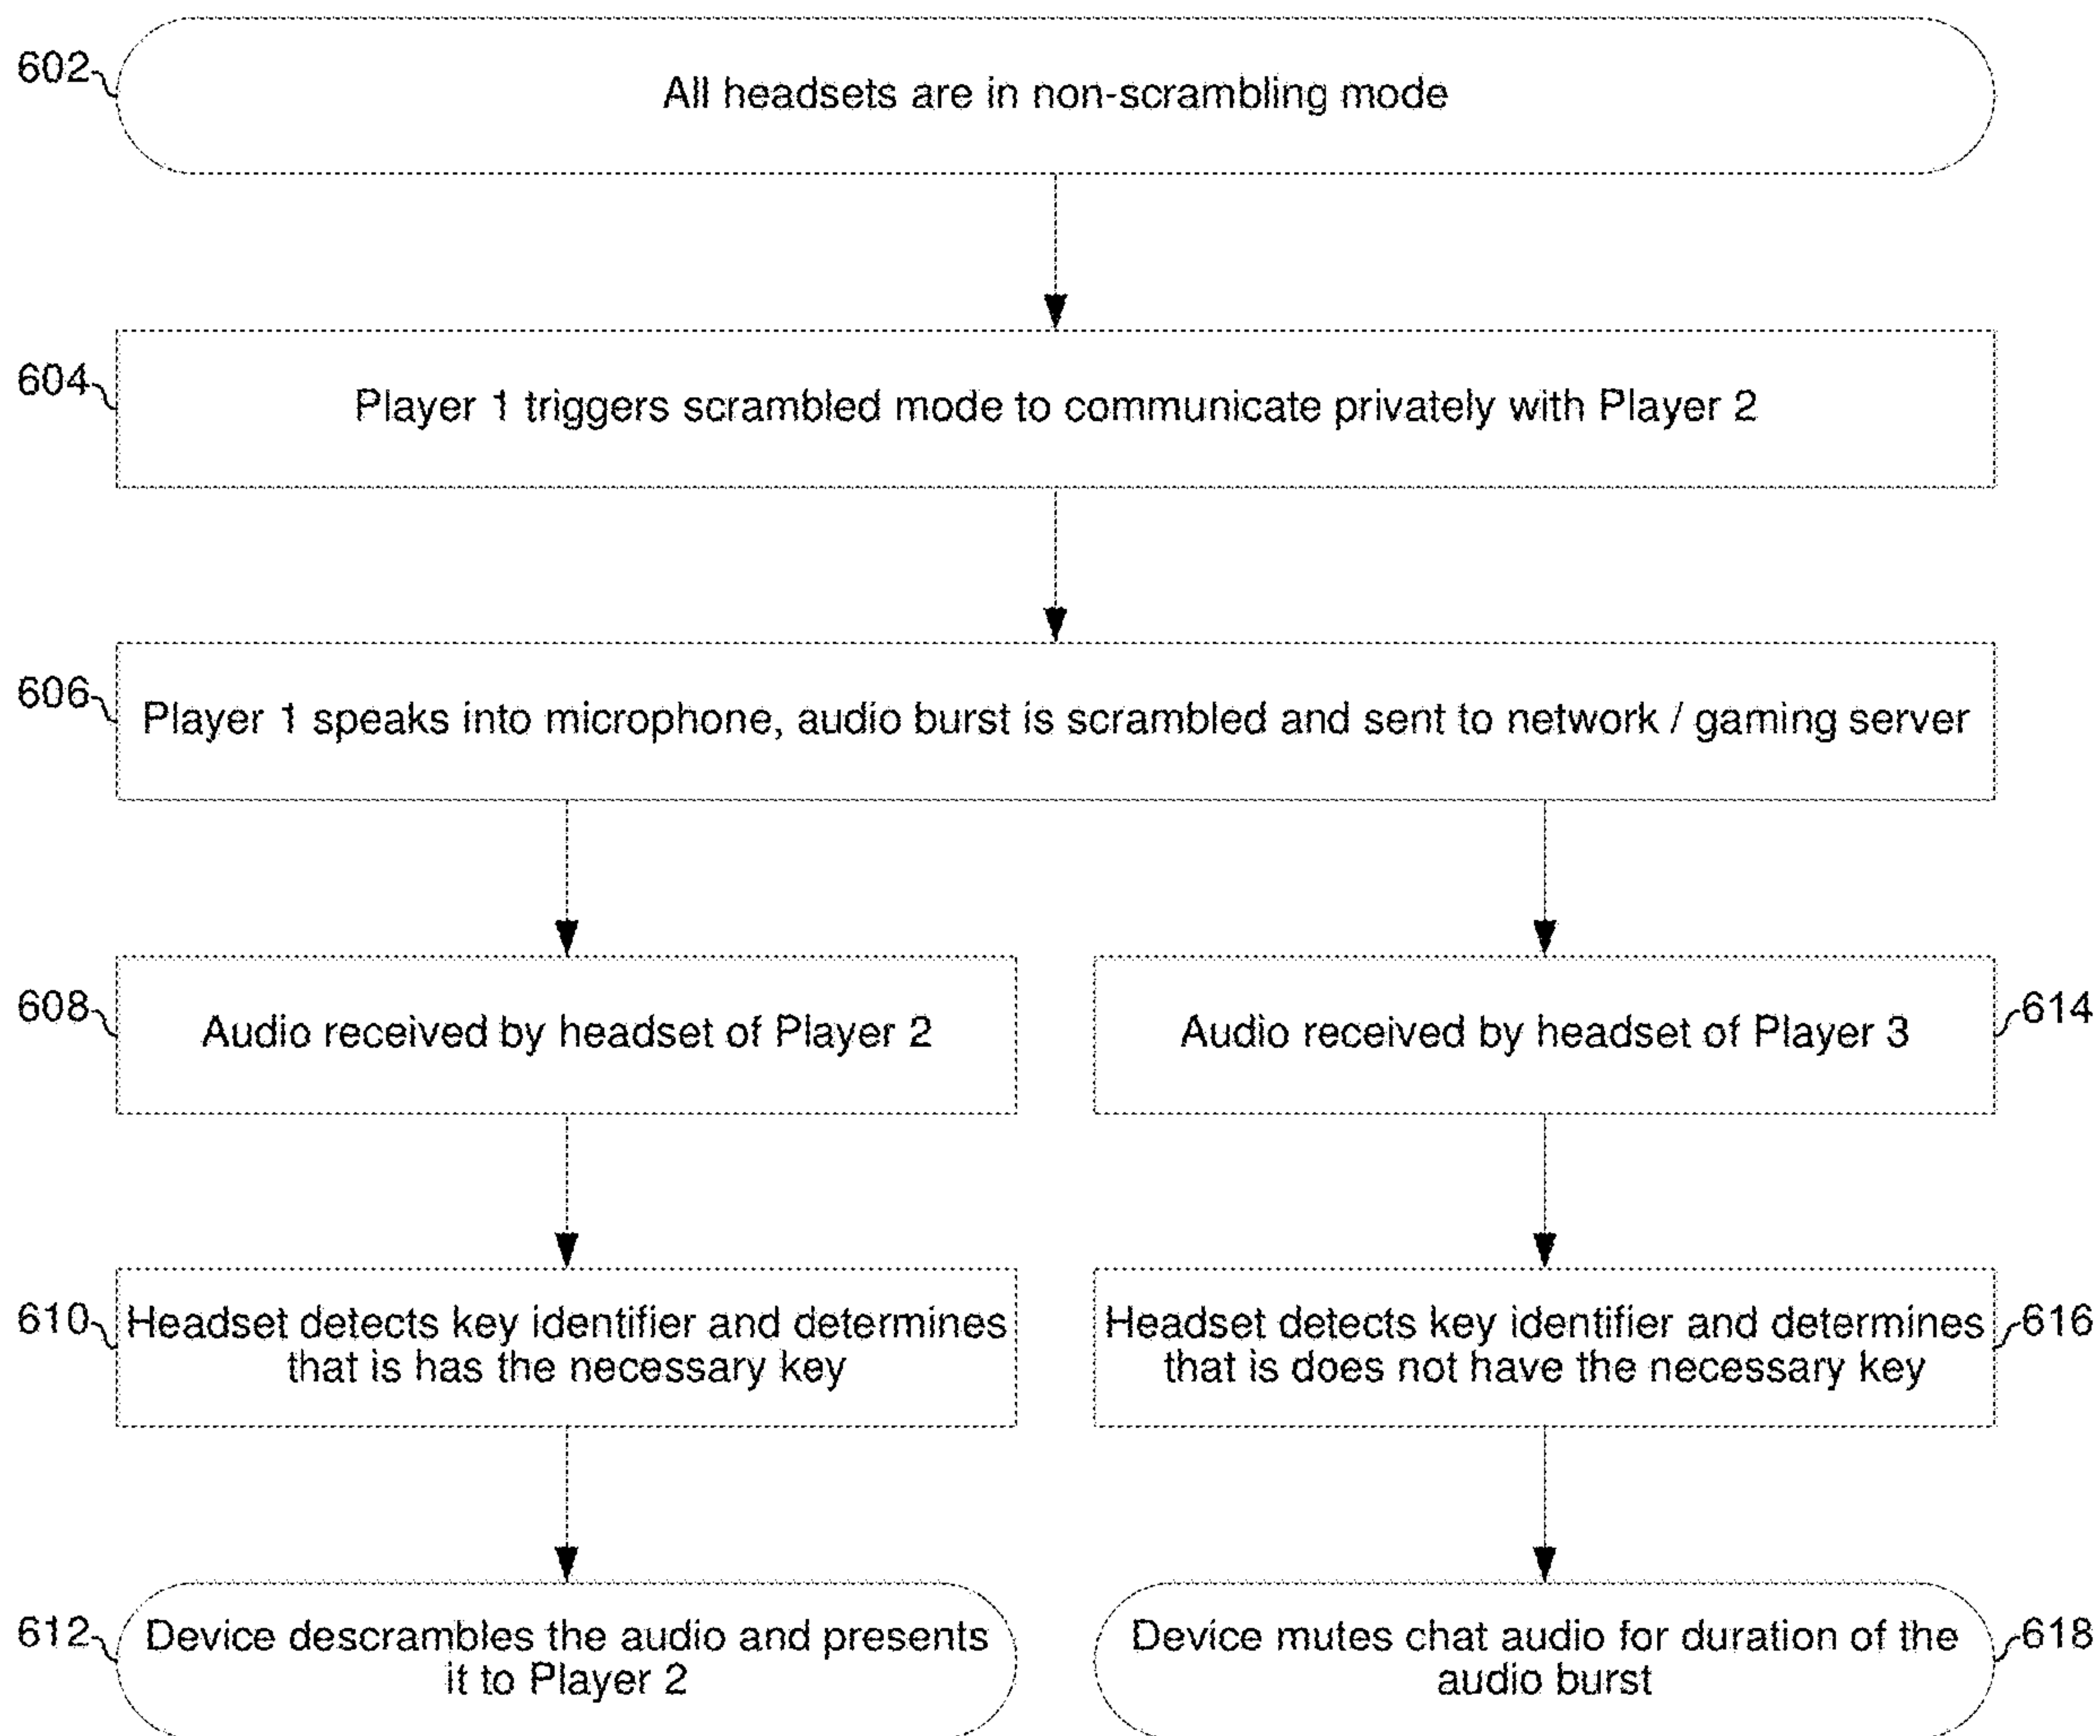 602
All headsets are in non-scrambling mode
604
Player 1 triggers scrambled mode to communicate privately with Player 2
606
Player 1 speaks into microphone, audio burst is scrambled and sent to network / gaming server
608
Audio received by headset of Player 2
Audio received by headset of Player 3
614
610
Headset detects key identifier and determines
that is has the necessary key
Headset detects key identifier and determines
that is does not have the necessary key
616
612
Device descrambles the audio and presents
it to Player 2
Device mutes chat audio for duration of the
audio burst
618